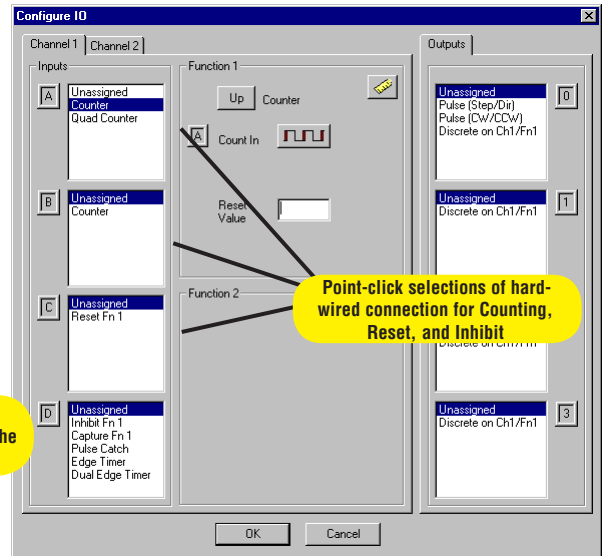 Configure IO
Channel 1
Channel 2
Inputs
A
Unassigned
Counter
Quad Counter
B
Unassigned
Counter
C
Unassigned
Reset Fn 1
D
Unassigned
Inhibit Fn 1
Capture Fn 1
Pulse Catch
Edge Timer
Dual Edge Timer
Function 1
Up Counter
A Count In
Reset
Value
Function 2
Point-click selections of hard-
wired connection for Counting,
Reset, and Inhibit
he
Outputs
Unassigned
Pulse (Step/Dir)
Pulse (CW/CCW)
Discrete on Ch1/Fn1
0
Unassigned
Discrete on Ch1/Fn1
1
Discrete on Ch1/Fn1
Unassigned
Discrete on Ch1/Fn1
3
OK
Cancel